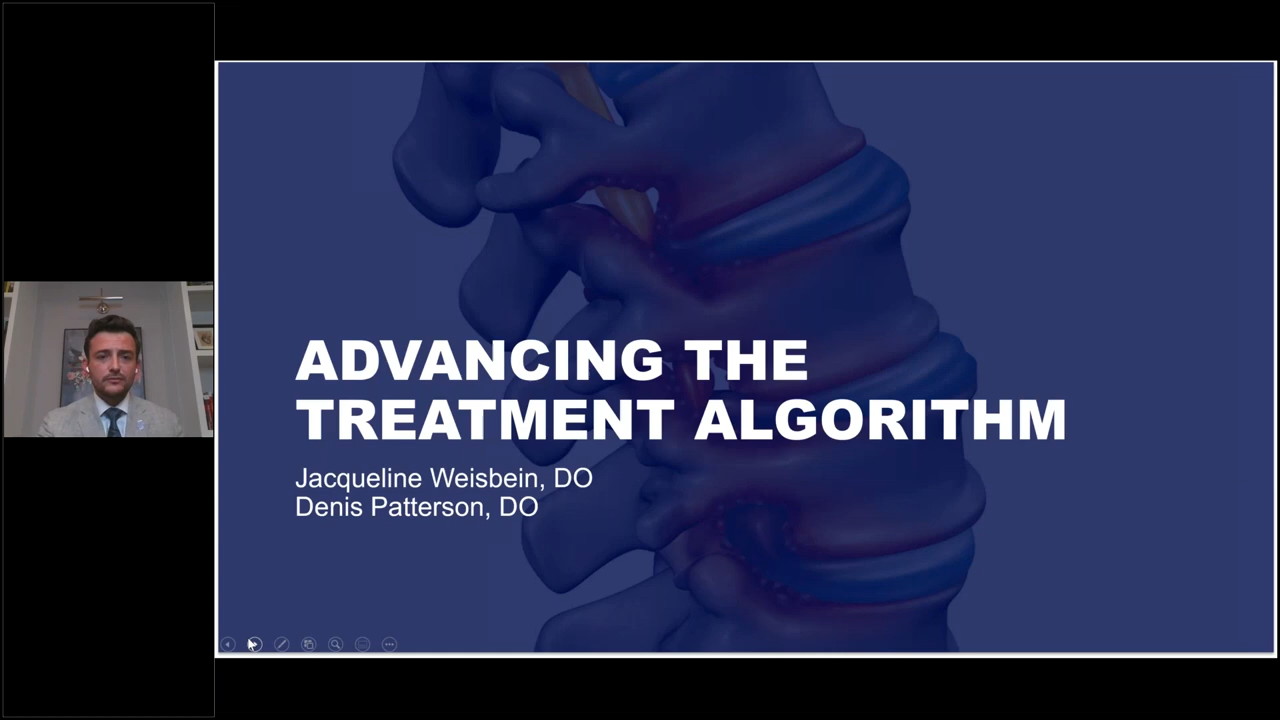 ADVANCING THE
TREATMENT ALGORITHM
Jacqueline Weisbein, DO
Denis Patterson, DO